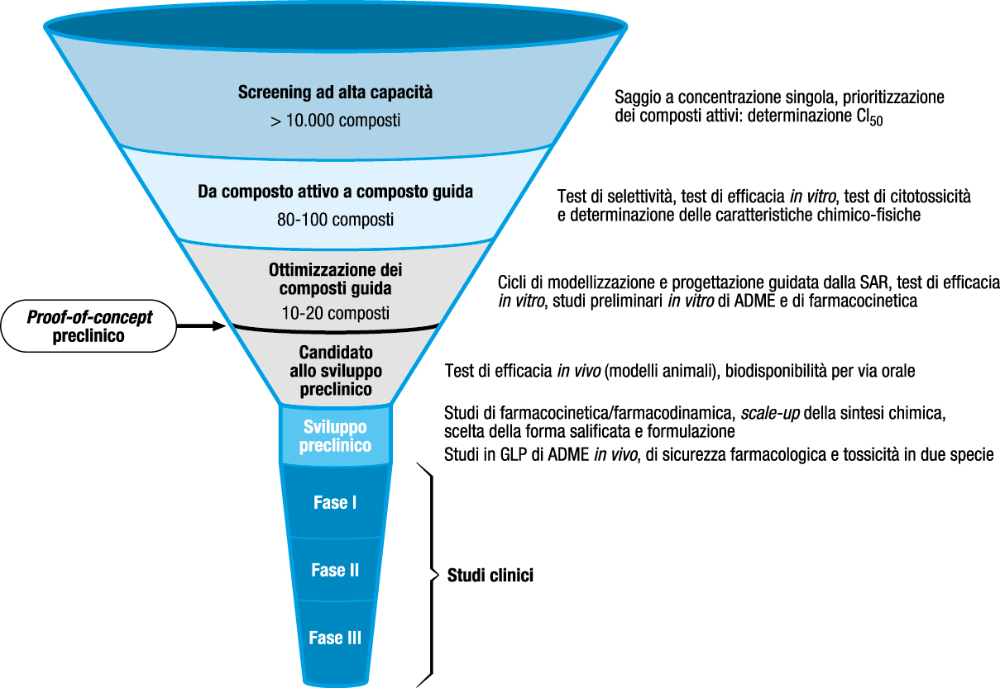 Screening ad alta capacità
> 10.000 composti
Saggio a concentrazione singola, prioritizzazione
dei composti attivi: determinazione CI50
Da composto attivo a composto guida
80-100 composti
Test di selettività, test di efficacia in vitro, test di citotossicità
e determinazione delle caratteristiche chimico-fisiche
Ottimizzazione dei
composti guida
10-20 composti
Cicli di modellizzazione e progettazione guidata dalla SAR, test di efficacia
in vitro, studi preliminari in vitro di ADME e di farmacocinetica
Proof-of-concept
preclinico
Candidato
allo sviluppo
preclinico
Test di efficacia in vivo (modelli animali), biodisponibilità per via orale
Sviluppo
preclinico
Studi di farmacocinetica/farmacodinamica, scale-up della sintesi chimica,
scelta della forma salificata e formulazione
Studi in GLP di ADME in vivo, di sicurezza farmacologica e tossicità in due specie
Fase I
Fase II
Fase III
Studi clinici